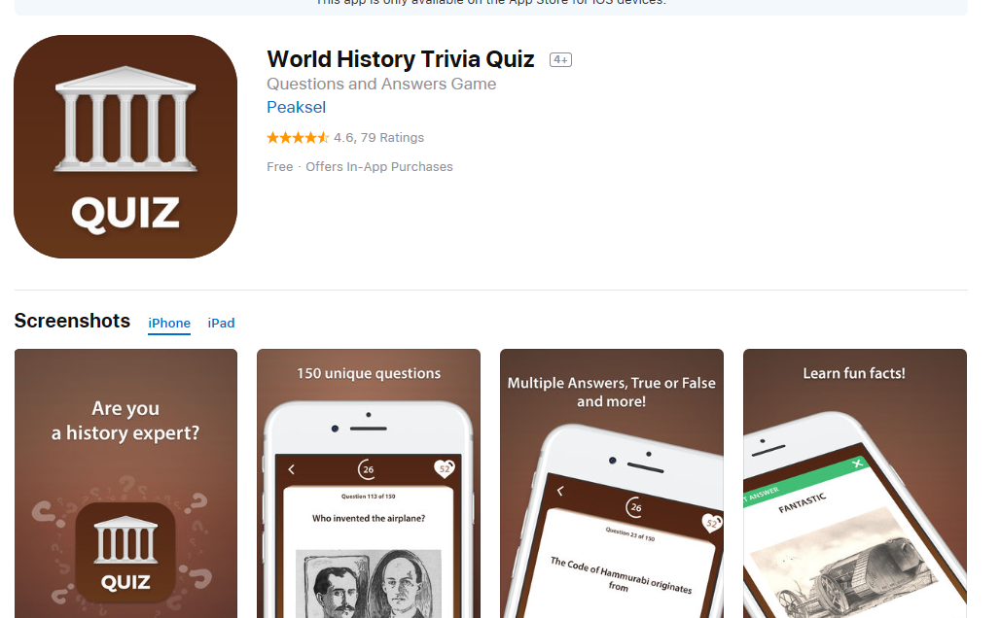 This app is only available on the App Store for iOS devices.
World History Trivia Quiz 4+
Questions and Answers Game
Peaksel
4.6, 79 Ratings
Free · Offers In-App Purchases
QUIZ
Screenshots iPhone iPad
Are you
a history expert?
QUIZ
150 unique questions
26
52
Question 113 of 150
Who invented the airplane?
Multiple Answers, True or False
and more!
26
52
Question 23 of 150
The Code of Hammurabi originates
from
Learn fun facts!
T ANSWER
FANTASTIC